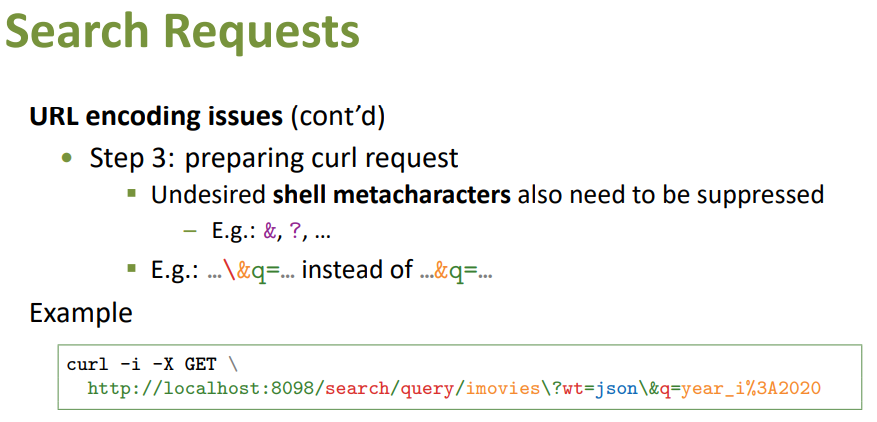 Search Requests
URL encoding issues (cont’d)
• Step 3: preparing curl request
▪ Undesired shell metacharacters also need to be suppressed
– E.g.: &, ?, …
▪ E.g.: …\&q=… instead of …&q=…
Example
curl -i -X GET \
http://localhost:8098/search/query/imovies\?wt=json\&q=year_i%3A2020